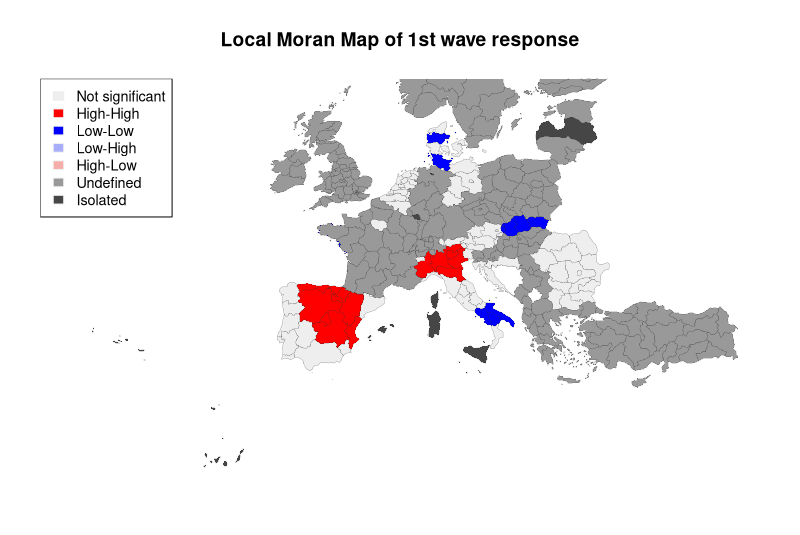 Local Moran Map of 1st wave response
Not significant
High-High
Low-Low
Low-High
High-Low
Undefined
Isolated